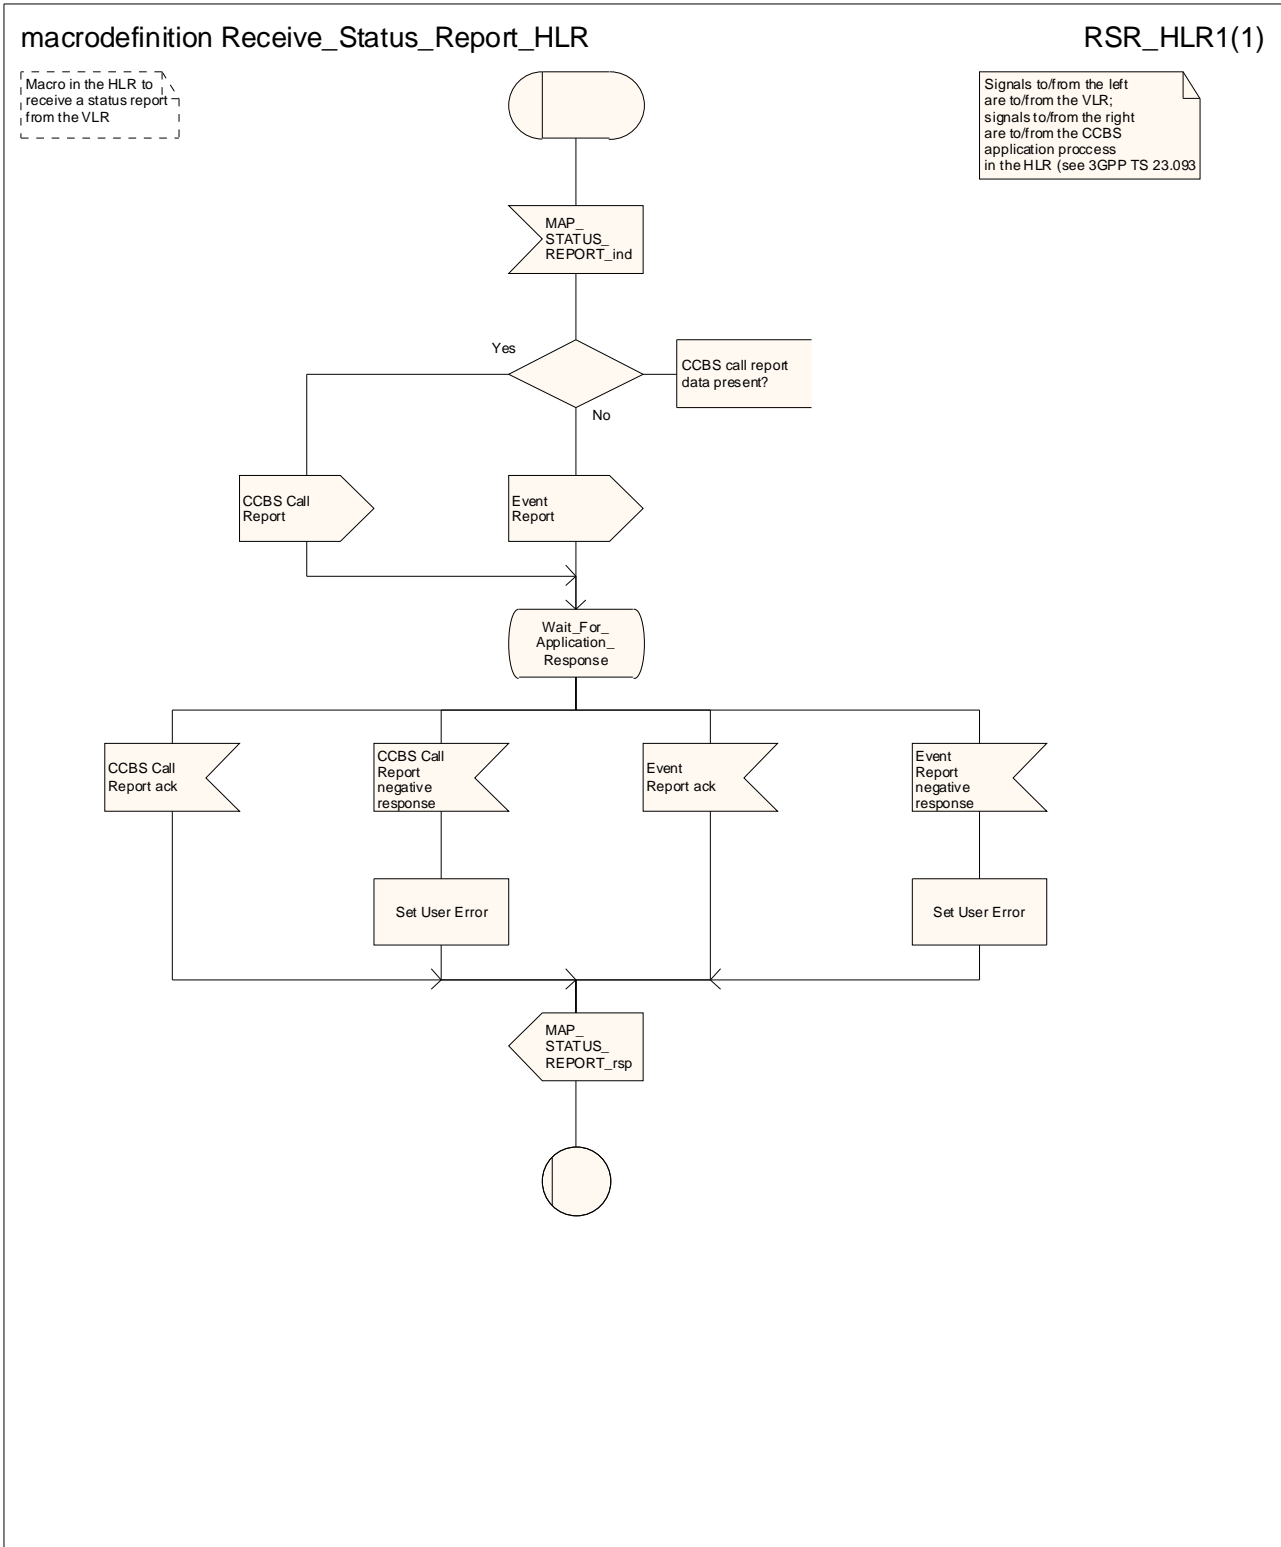 macrodefinition Receive_Status_Report_HLR
RSR_HLR1(1)
Macro in the HLR to
receive a status report
from the VLR
Signals to/from the left
are to/from the VLR;
signals to/from the right
are to/from the CCBS
application proccess
in the HLR (see 3GPP TS 23.093
MAP_
STATUS_
REPORT_ind
Yes
CCBS call report
data present?
No
CCBS Call
Report
Event
Report
Wait_For_
Application_
Response
CCBS Call
Report ack
CCBS Call
Report
negative
response
Event
Report ack
Event
Report
negative
response
Set User Error
Set User Error
MAP_
STATUS_
REPORT_rsp